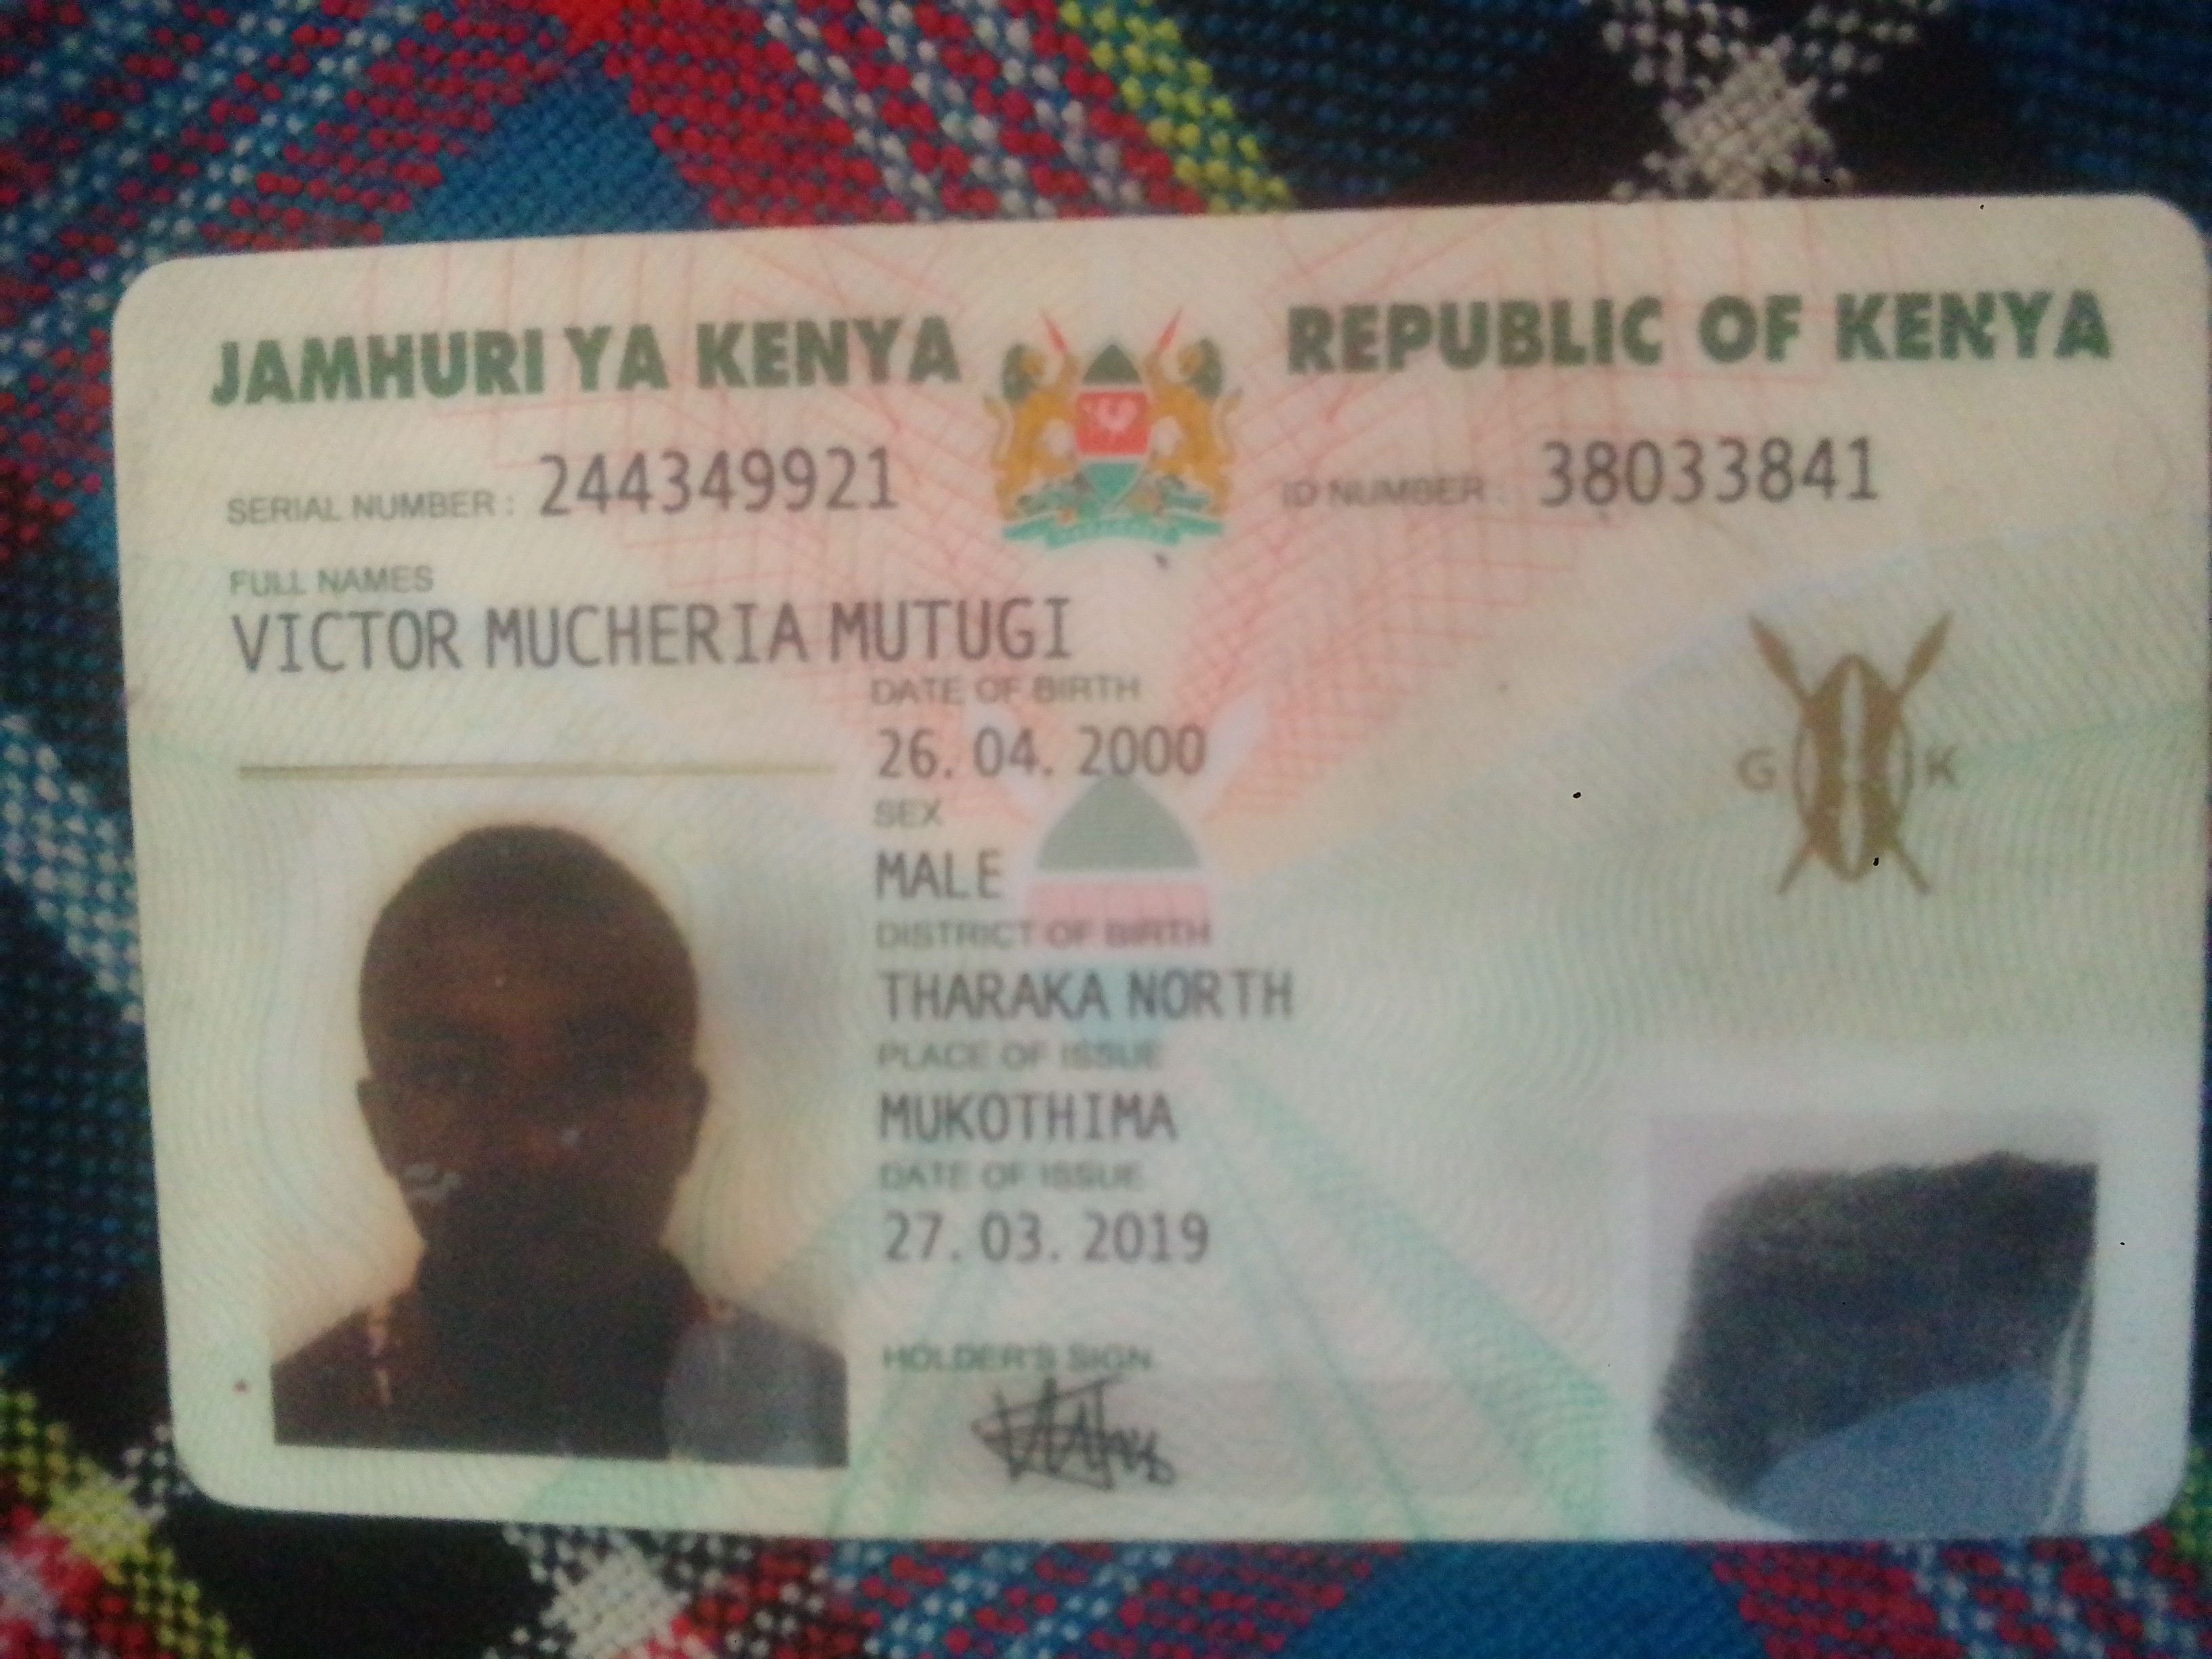 JAMHURI YA KENYA REPUBLIC OF KENYA
SERIAL NUMBER : 244349921 ID NUMBER : 38033841
FULL NAMES
VICTOR MUCHERIA MUTUGI
DATE OF BIRTH
26. 04. 2000
SEX
MALE
DISTRICT OF BIRTH
THARAKA NORTH
PLACE OF ISSUE
MUKOTHIMA
DATE OF ISSUE
27. 03. 2019
HOLDER'S SIGN
G K